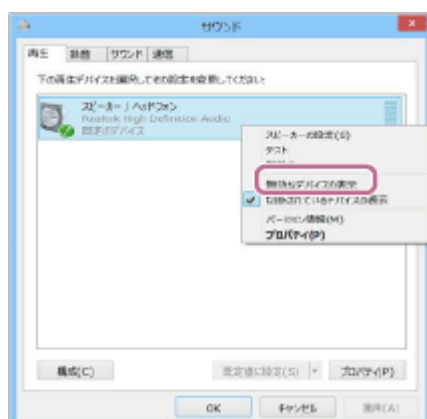 サウンド
再生 録音 サウンド 通信
下の再生デバイスを選択してその設定を変更してください:
スピーカー / ヘッドフォン
Realtek High Definition Audio
既定のデバイス
スピーカーの設定(S)
テスト
無効なデバイスの表示
切断されているデバイスの表示
バージョン情報(M)
プロパティ(P)
構成(C) 既定値に設定(S) プロパティ(P)
OK キャンセル 適用(A)